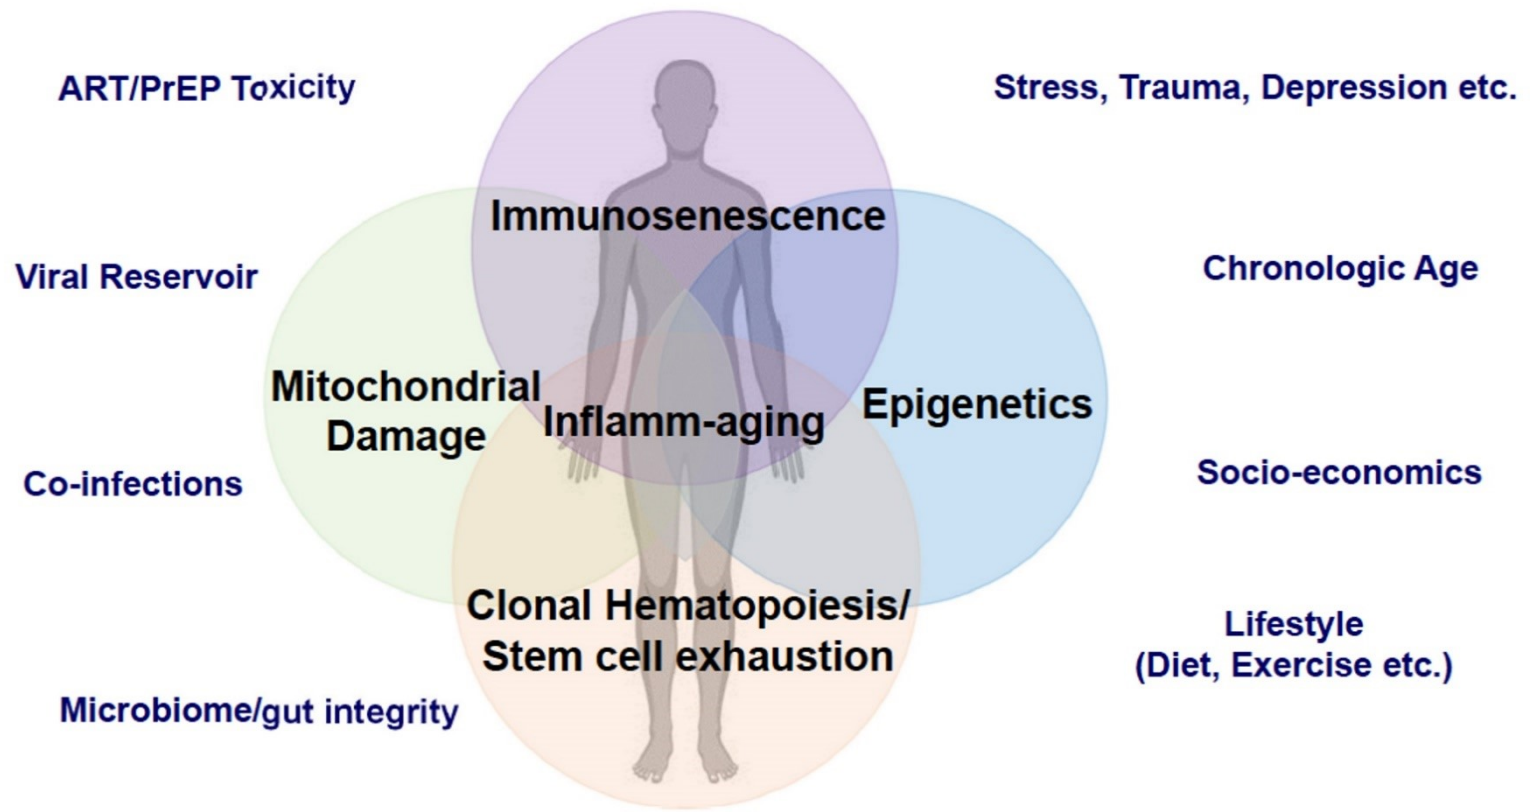 ART/PrEP Toxicity
Stress, Trauma, Depression etc.
Immunosenescence
Viral Reservoir
Chronologic Age
Mitochondrial
Damage
Inflamm-aging
Epigenetics
Co-infections
Socio-economics
Clonal Hematopoiesis/
Stem cell exhaustion
Lifestyle
(Diet, Exercise etc.)
Microbiome/gut integrity